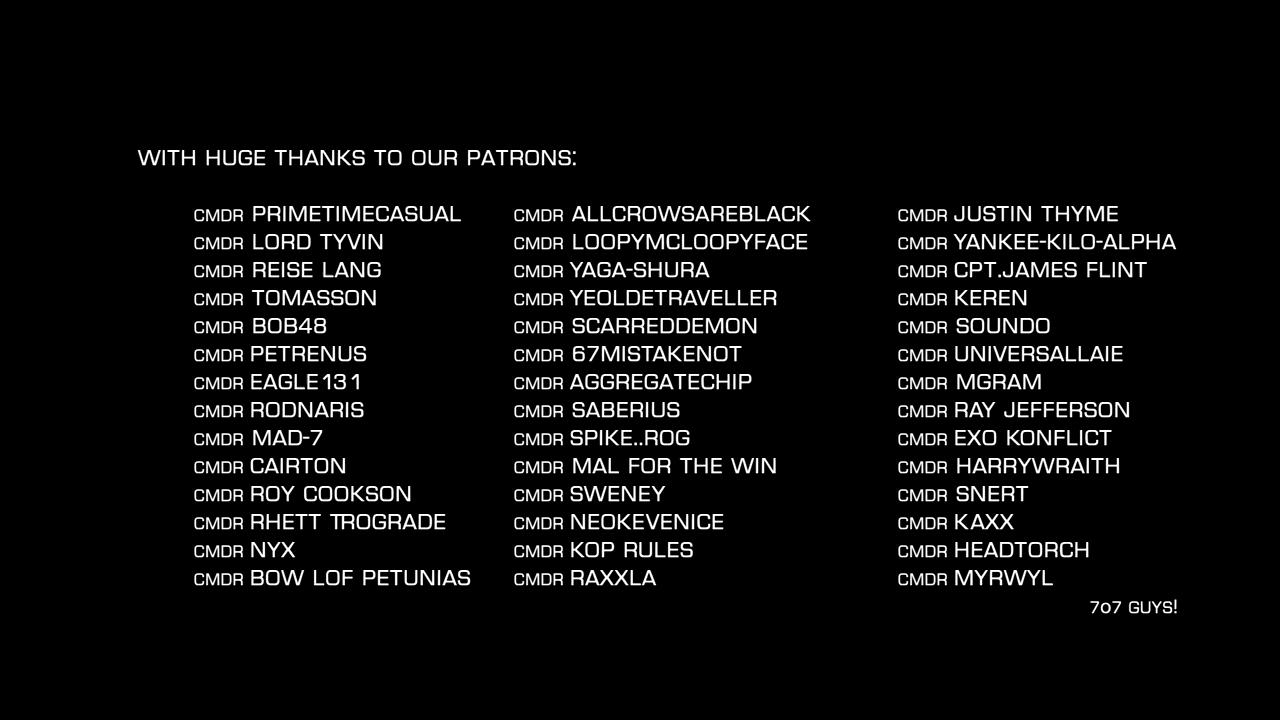 WITH HUGE THANKS TO OUR PATRONS:
CMDR PRIMETIMECASUAL
CMDR LORD TYVIN
CMDR REISE LANG
CMDR TOMASSON
CMDR BOB48
CMDR PETRENUS
CMDR EAGLE131
CMDR RODNARIS
CMDR MAD-7
CMDR CAIRTON
CMDR ROY COOKSON
CMDR RHETT TROGRADE
CMDR NYX
CMDR BOW LOF PETUNIAS
CMDR ALLCROWSAREBLACK
CMDR LOOPYMCLOOPYFACE
CMDR YAGA-SHURA
CMDR YEOLDETRAVELLER
CMDR SCARREDDEMON
CMDR 67MISTAKENOT
CMDR AGGREGATECHIP
CMDR SABERIUS
CMDR SPIKE..ROG
CMDR MAL FOR THE WIN
CMDR SWENEY
CMDR NEOKEVENICE
CMDR KOP RULES
CMDR RAXXLA
CMDR JUSTIN THYME
CMDR YANKEE-KILO-ALPHA
CMDR CPT.JAMES FLINT
CMDR KEREN
CMDR SOUNDO
CMDR UNIVERSALLAIE
CMDR MGRAM
CMDR RAY JEFFERSON
CMDR EXO KONFLICT
CMDR HARRYWRAITH
CMDR SNERT
CMDR KAXX
CMDR HEADTORCH
CMDR MYRWYL
7o7 GUYS!